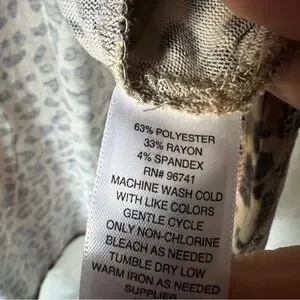 63% POLYESTER
33% RAYON
4% SPANDEX
RN# 96741
MACHINE WASH COLD
WITH LIKE COLORS
GENTLE CYCLE
ONLY NON-CHLORINE
BLEACH AS NEEDED
TUMBLE DRY LOW
WARM IRON AS NEEDED
SUPPLIER